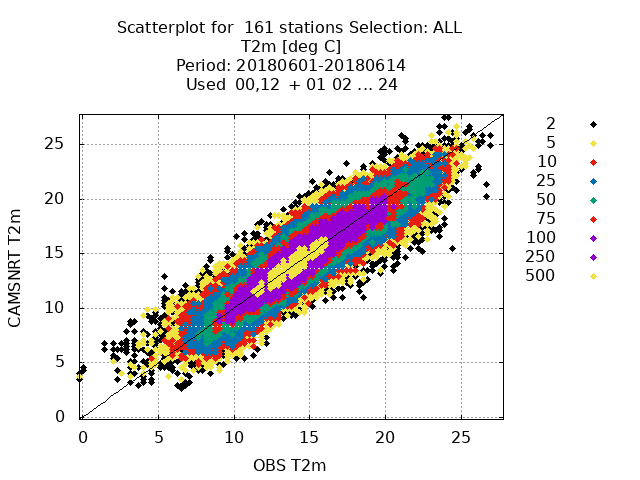 Scatterplot for  161 stations Selection: ALL
T2m [deg C]
Period: 20180601-20180614
Used  00,12  + 01 02 ... 24
CAMSNRT T2m
25
20
15
10
5
0
0 5 10 15 20 25
OBS T2m
2
5
10
25
50
75
100
250
500